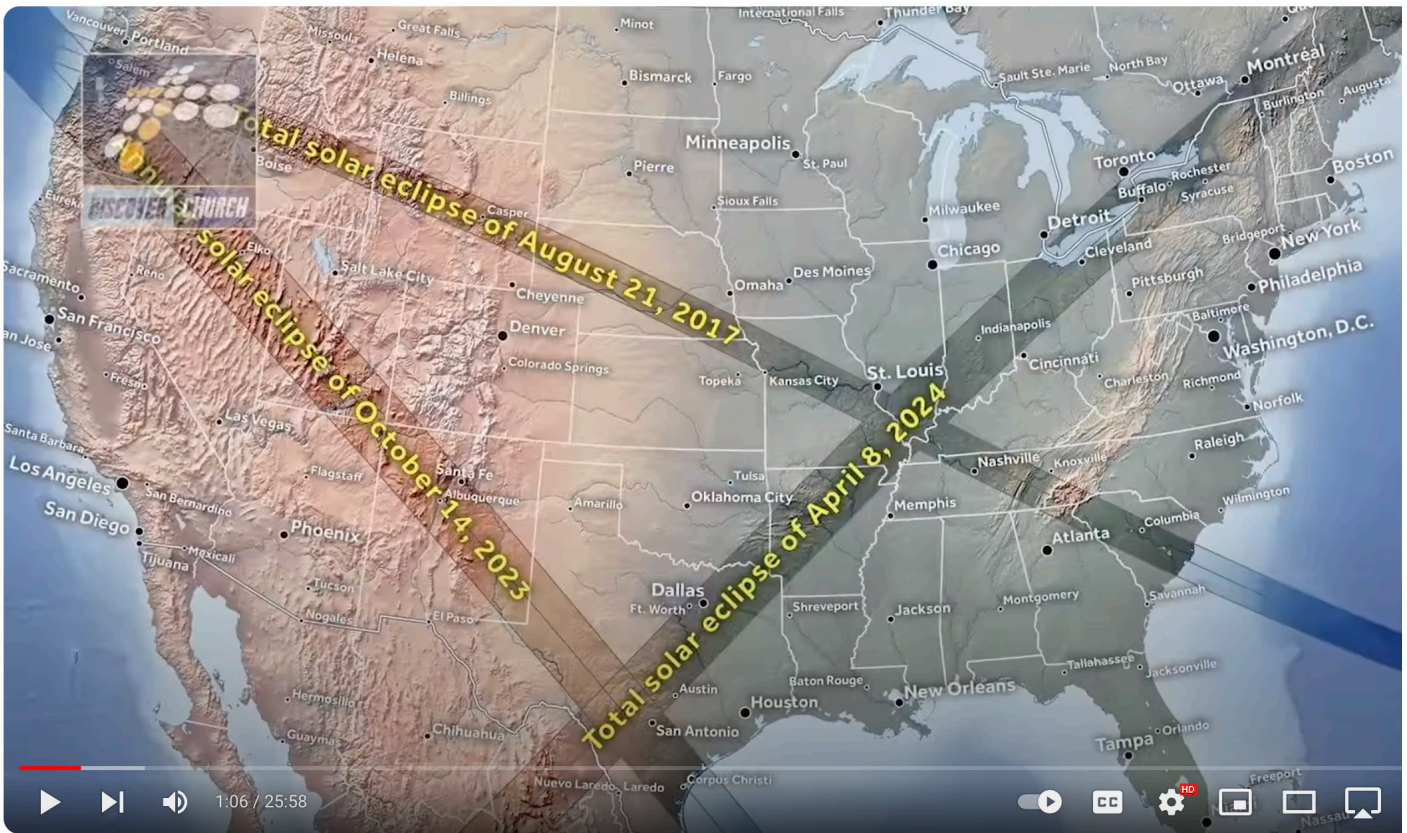 International Falls
Thunder Bay
Vancouver
Portland
Missoula
Great Falls
Minot
Helena
Bismarck
Fargo
Sault Ste. Marie
North Bay
Ottawa
Montréal
Salem
Billings
Burlington
Augusta
Minneapolis
St. Paul
Toronto
Boston
Boise
Pierre
Rochester
Buffalo
Syracuse
Total solar eclipse of August 21, 2017
DISCOVER CHURCH
Casper
Sioux Falls
Milwaukee
Detroit
Bridgeport
New York
Elko
Chicago
Cleveland
Reno
Salt Lake City
Omaha
Des Moines
Pittsburgh
Philadelphia
Sacramento
Cheyenne
Baltimore
San Francisco
Denver
Indianapolis
Washington, D.C.
an Jose
Colorado Springs
Cincinnati
Fresno
Topeka
Kansas City
St. Louis
Charleston
Richmond
solar eclipse of October 14, 2023
Norfolk
Las Vegas
Santa Barbara
Raleigh
Los Angeles
Flagstaff
Santa Fe
Tulsa
Nashville
Knoxville
San Bernardino
Albuquerque
Amarillo
Oklahoma City
Memphis
Wilmington
San Diego
Phoenix
Columbia
Atlanta
Tijuana
Mexicali
Total solar eclipse of April 8, 2024
Tucson
Dallas
Ft. Worth
Shreveport
Jackson
Montgomery
Savannah
Nogales
El Paso
Tallahassee
Jacksonville
Hermosillo
Austin
Baton Rouge
New Orleans
Houston
San Antonio
Chihuahua
Guaymas
Orlando
Tampa
Nuevo Laredo
Laredo
Corpus Christi
Freeport
1:06 / 25:58
CC
HD
Miami
Nassau